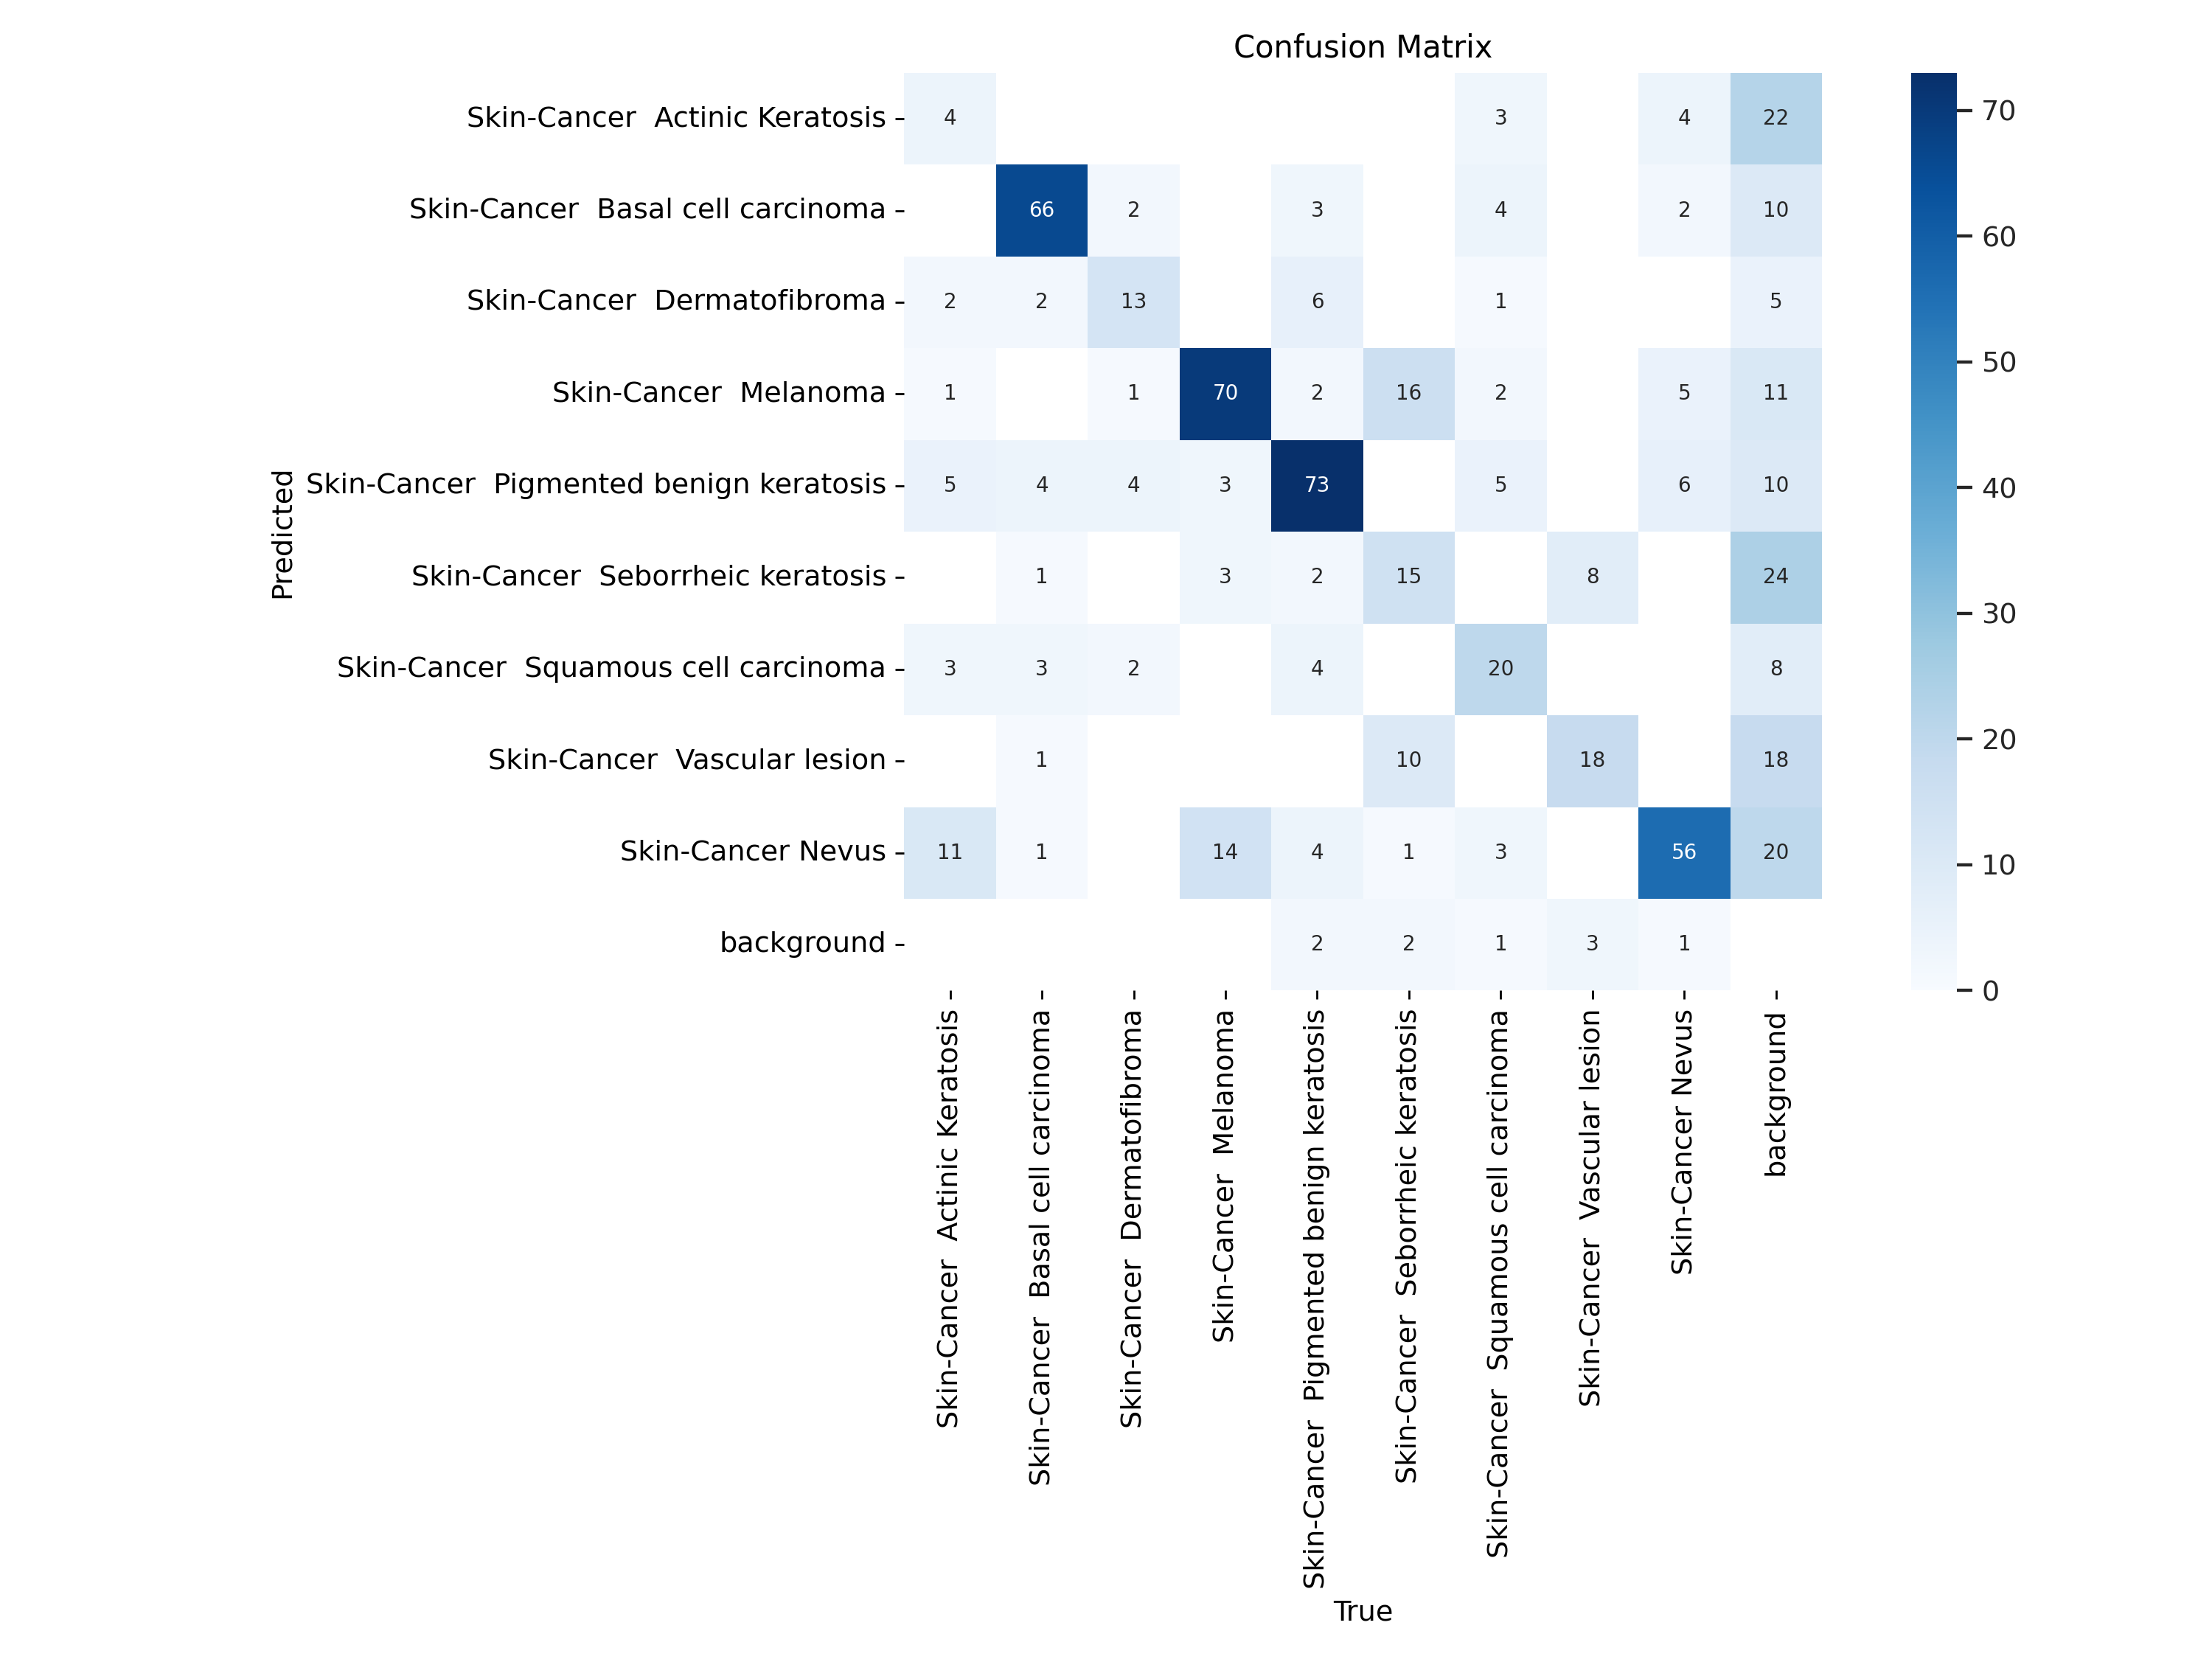 Confusion Matrix
Skin-Cancer  Actinic Keratosis 4 3 4 22
Skin-Cancer  Basal cell carcinoma 66 2 3 4 2 10
Skin-Cancer  Dermatofibroma 2 2 13 6 1 5
Skin-Cancer  Melanoma 1 1 70 2 16 2 5 11
Skin-Cancer  Pigmented benign keratosis 5 4 4 3 73 5 6 10
Skin-Cancer  Seborrheic keratosis 1 3 2 15 8 24
Skin-Cancer  Squamous cell carcinoma 3 3 2 4 20 8
Skin-Cancer  Vascular lesion 1 10 18 18
Skin-Cancer Nevus 11 1 14 4 1 3 56 20
background 2 2 1 3 1
Predicted
Skin-Cancer  Actinic Keratosis
Skin-Cancer  Basal cell carcinoma
Skin-Cancer  Dermatofibroma
Skin-Cancer  Melanoma
Skin-Cancer  Pigmented benign keratosis
Skin-Cancer  Seborrheic keratosis
Skin-Cancer  Squamous cell carcinoma
Skin-Cancer  Vascular lesion
Skin-Cancer Nevus
background
True
70
60
50
40
30
20
10
0